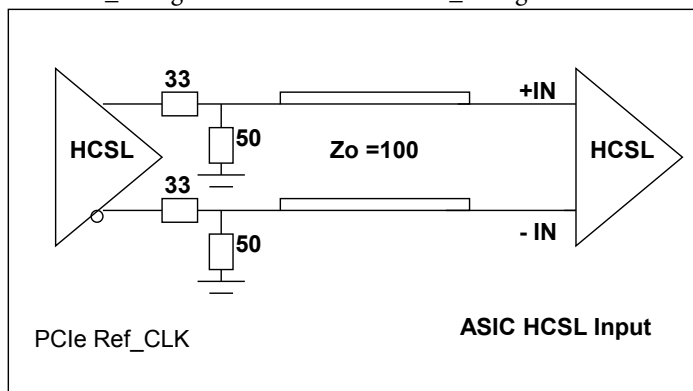 33
+IN
HCSL
50
Zo =100
HCSL
33
- IN
50
PCIe Ref_CLK
ASIC HCSL Input